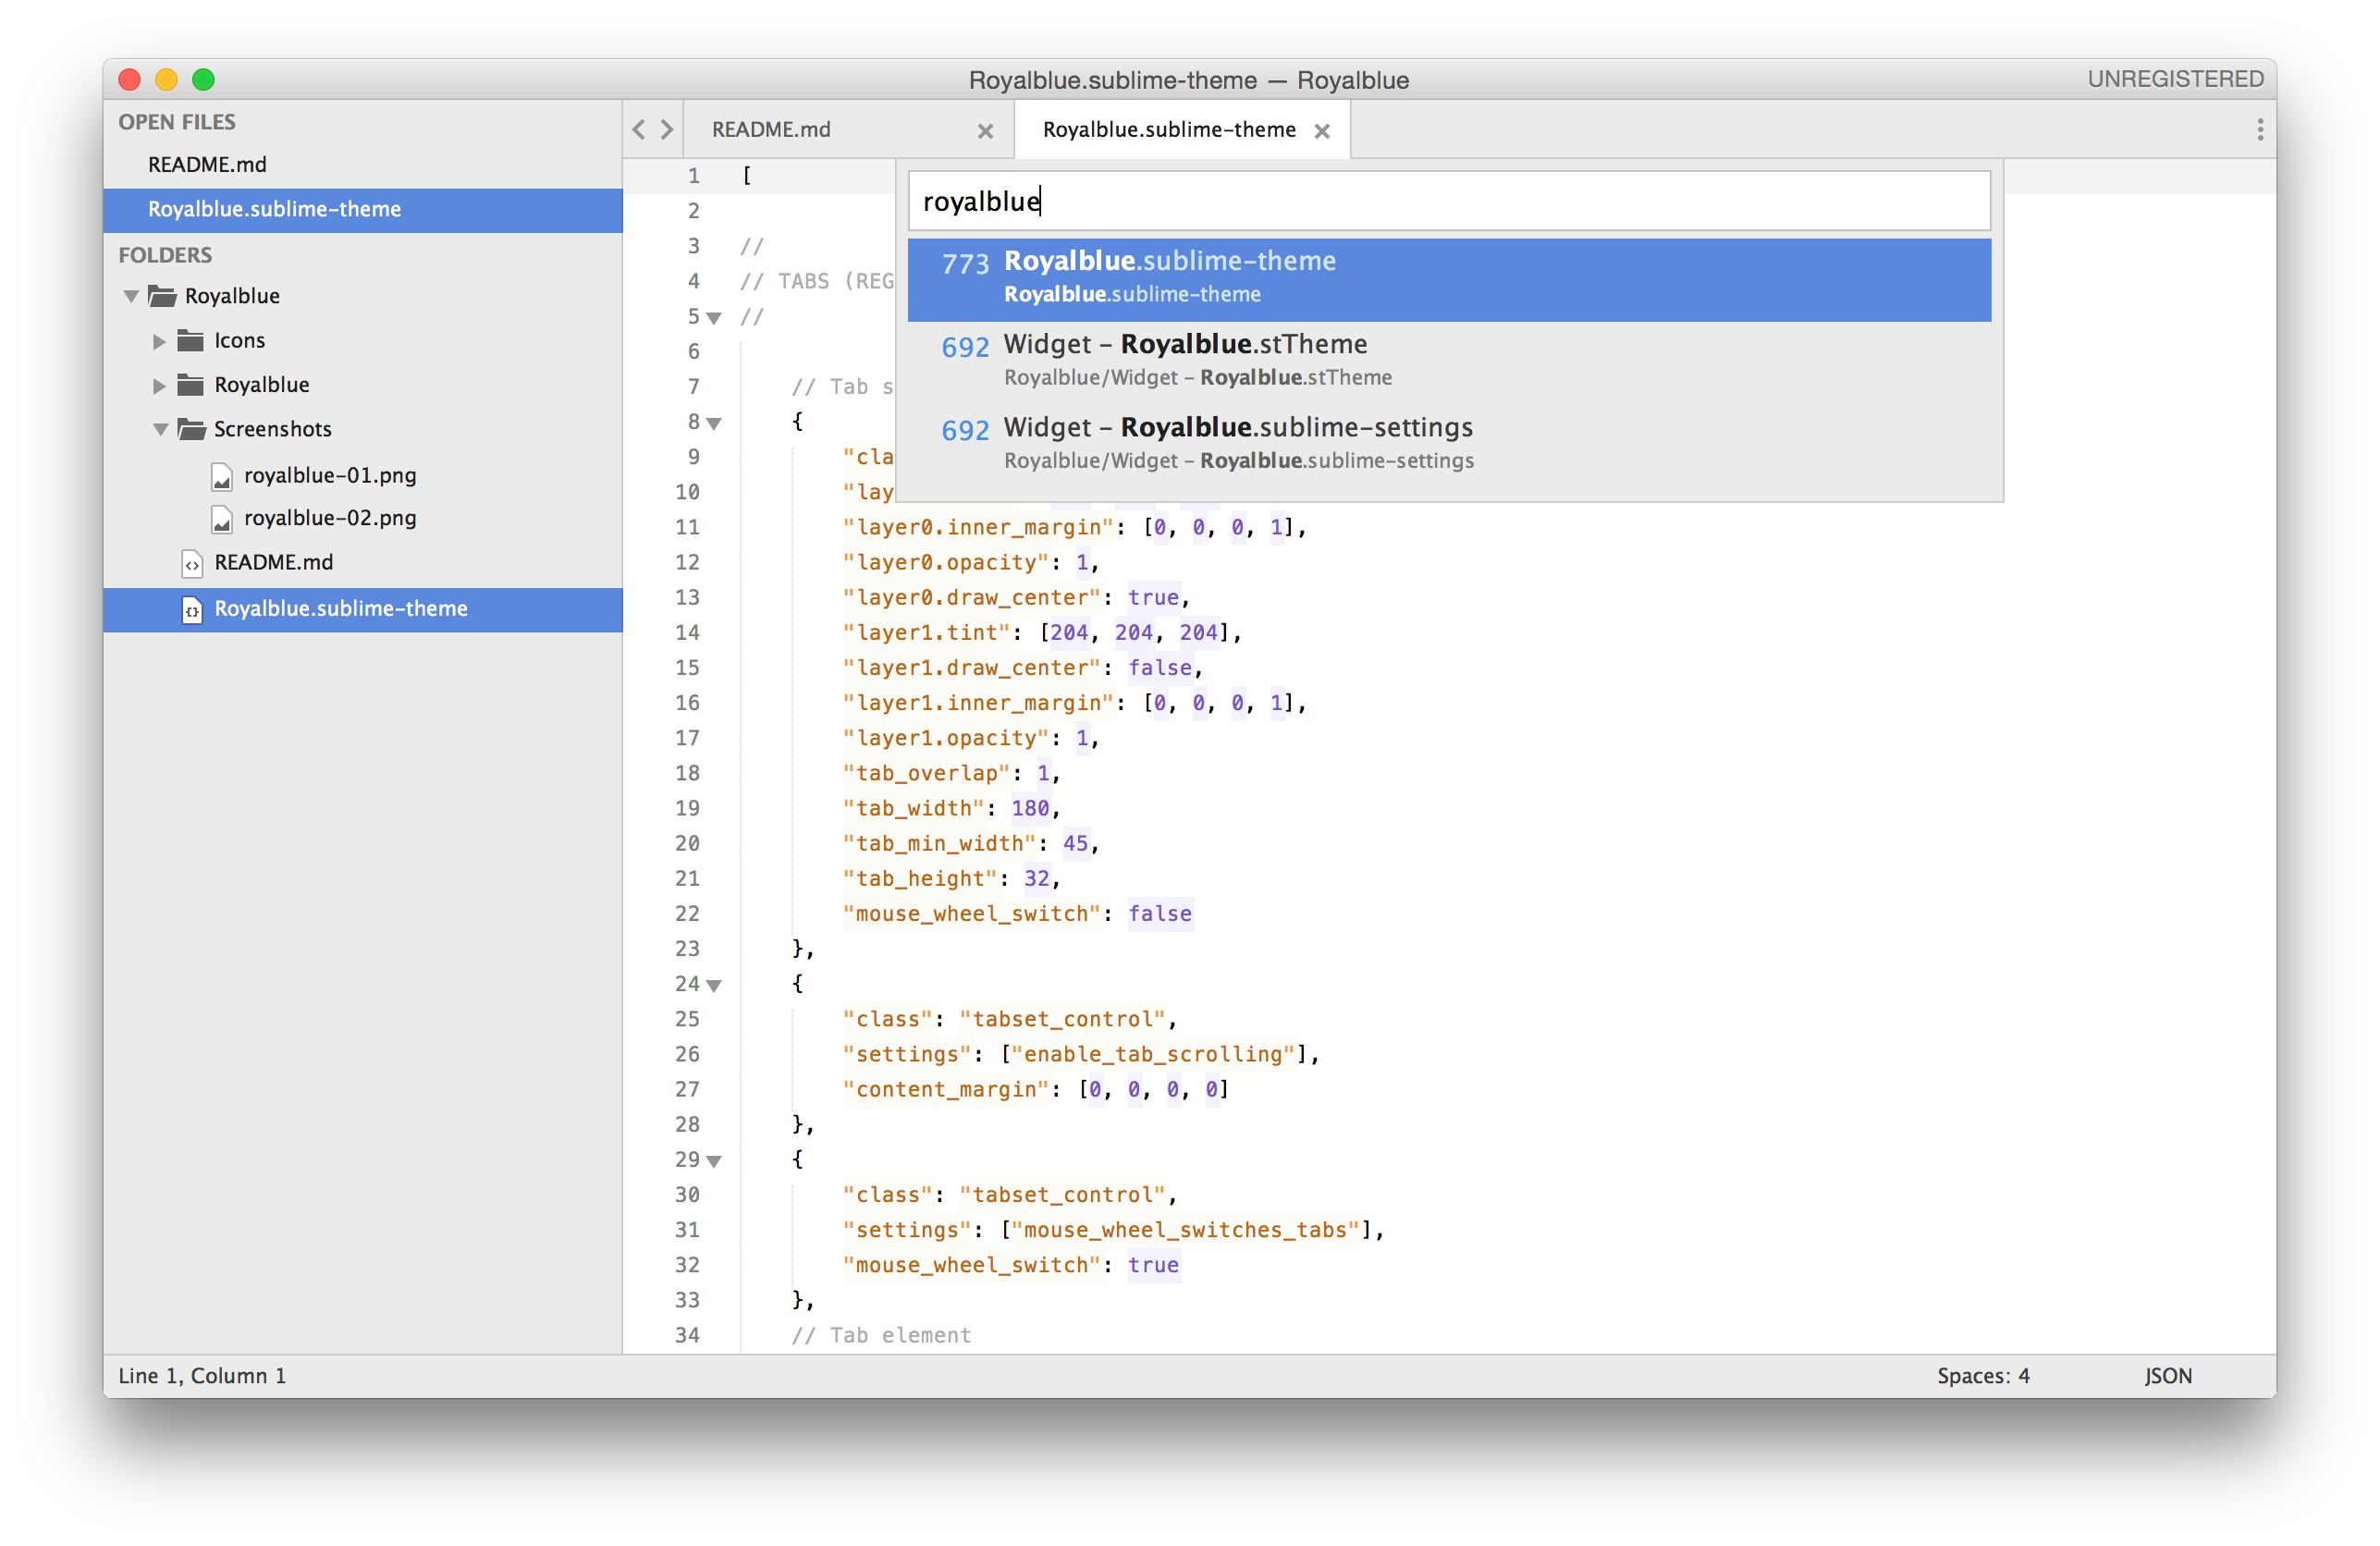 Royalblue.sublime-theme — Royalblue
UNREGISTERED
OPEN FILES
README.md
Royalblue.sublime-theme
FOLDERS
Royalblue
Icons
Royalblue
Screenshots
royalblue-01.png
royalblue-02.png
README.md
Royalblue.sublime-theme
README.md
Royalblue.sublime-theme
royalblue
773 Royalblue.sublime-theme
Royalblue.sublime-theme
692 Widget – Royalblue.stTheme
Royalblue/Widget – Royalblue.stTheme
692 Widget – Royalblue.sublime-settings
Royalblue/Widget – Royalblue.sublime-settings
1 [
2
3 //
4 // TABS (REG
5 //
6
7 // Tab s
8 {
9 "cla
10 "lay
11 "layer0.inner_margin": [0, 0, 0, 1],
12 "layer0.opacity": 1,
13 "layer0.draw_center": true,
14 "layer1.tint": [204, 204, 204],
15 "layer1.draw_center": false,
16 "layer1.inner_margin": [0, 0, 0, 1],
17 "layer1.opacity": 1,
18 "tab_overlap": 1,
19 "tab_width": 180,
20 "tab_min_width": 45,
21 "tab_height": 32,
22 "mouse_wheel_switch": false
23 },
24 {
25 "class": "tabset_control",
26 "settings": ["enable_tab_scrolling"],
27 "content_margin": [0, 0, 0, 0]
28 },
29 {
30 "class": "tabset_control",
31 "settings": ["mouse_wheel_switches_tabs"],
32 "mouse_wheel_switch": true
33 },
34 // Tab element
Line 1, Column 1
Spaces: 4
JSON